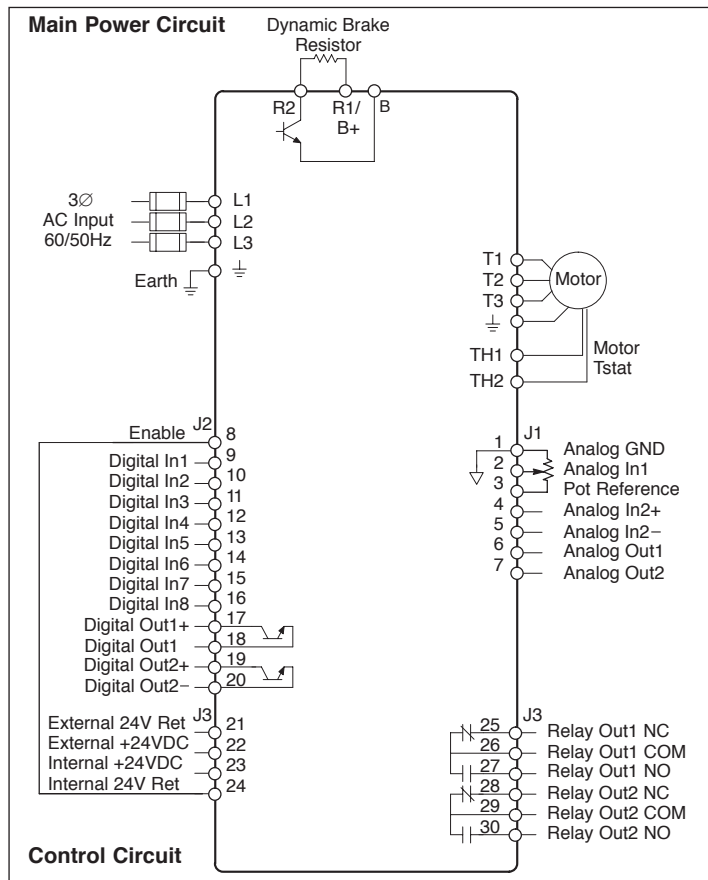 Main Power Circuit
Dynamic Brake
Resistor
R2
R1/
B+
B
3∅
AC Input
60/50Hz
L1
L2
L3
Earth
T1
T2
T3
Motor
TH1
TH2
Motor
Tstat
J2
Enable 8
Digital In1 9
Digital In2 10
Digital In3 11
Digital In4 12
Digital In5 13
Digital In6 14
Digital In7 15
Digital In8 16
Digital Out1+ 17
Digital Out1 18
Digital Out2+ 19
Digital Out2− 20
J3
External 24V Ret 21
External +24VDC 22
Internal +24VDC 23
Internal 24V Ret 24
J1
1 Analog GND
2 Analog In1
3 Pot Reference
4 Analog In2+
5 Analog In2−
6 Analog Out1
7 Analog Out2
J3
25 Relay Out1 NC
26 Relay Out1 COM
27 Relay Out1 NO
28 Relay Out2 NC
29 Relay Out2 COM
30 Relay Out2 NO
Control Circuit